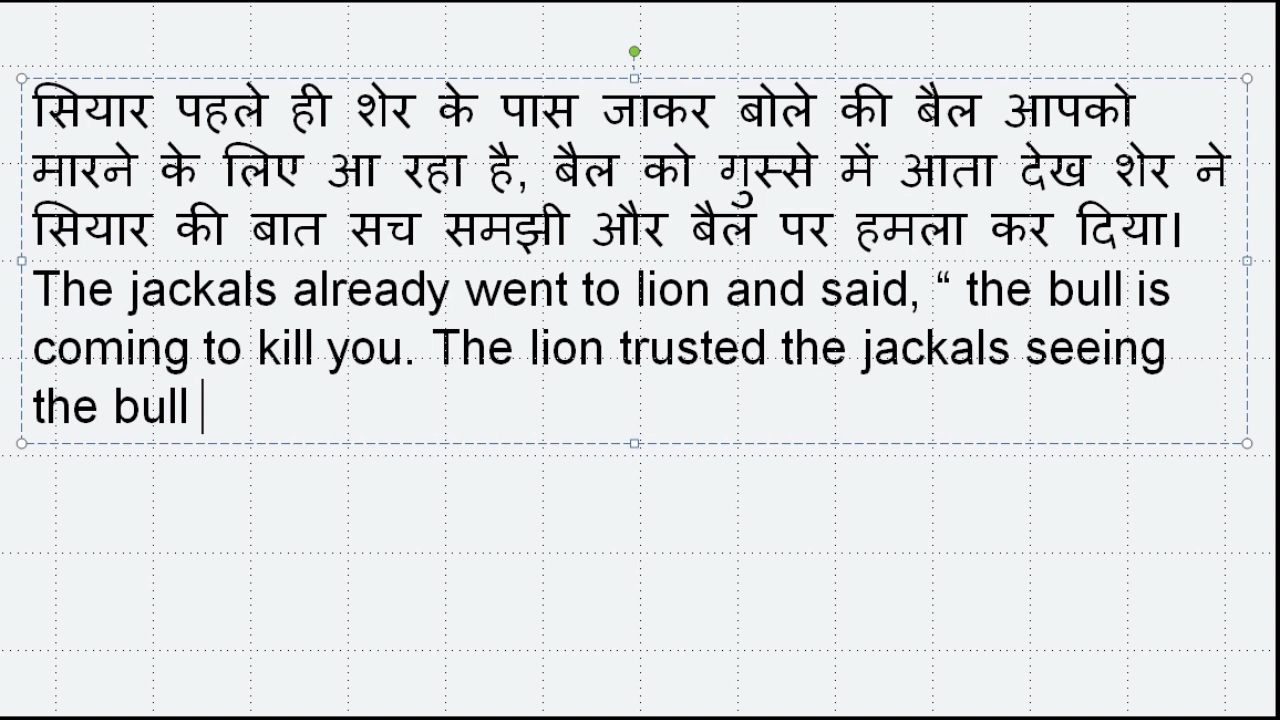 सियार पहले ही शेर के पास जाकर बोले की बैल आपको
मारने के लिए आ रहा है, बैल को गुस्से में आता देख शेर ने
सियार की बात सच समझी और बैल पर हमला कर दिया।
The jackals already went to lion and said, “ the bull is
coming to kill you. The lion trusted the jackals seeing
the bull